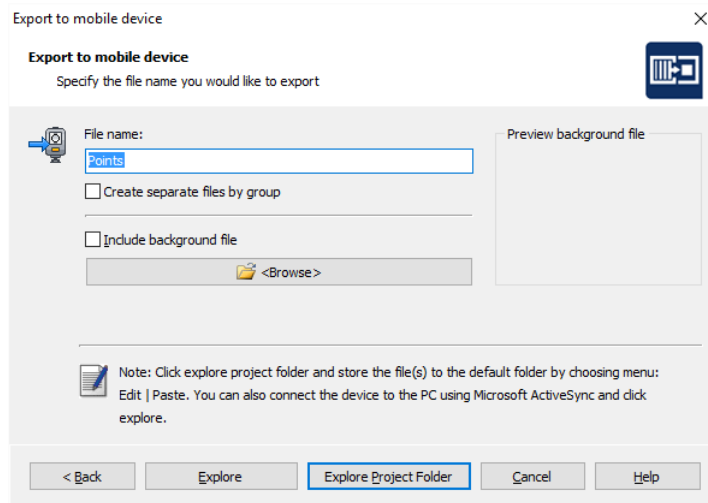 Export to mobile device
Export to mobile device
Specify the file name you would like to export
File name:
Preview background file
Points
Create separate files by group
Include background file
<Browse>
Note: Click explore project folder and store the file(s) to the default folder by choosing menu:
Edit | Paste. You can also connect the device to the PC using Microsoft ActiveSync and click
explore.
< Back
Explore
Explore Project Folder
Cancel
Help